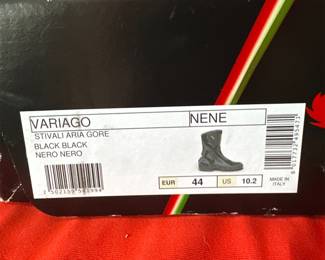 VARIAGO NENE
STIVALI ARIA GORE
BLACK BLACK
NERO NERO
EUR 44 US 10.2
MADE IN
ITALY